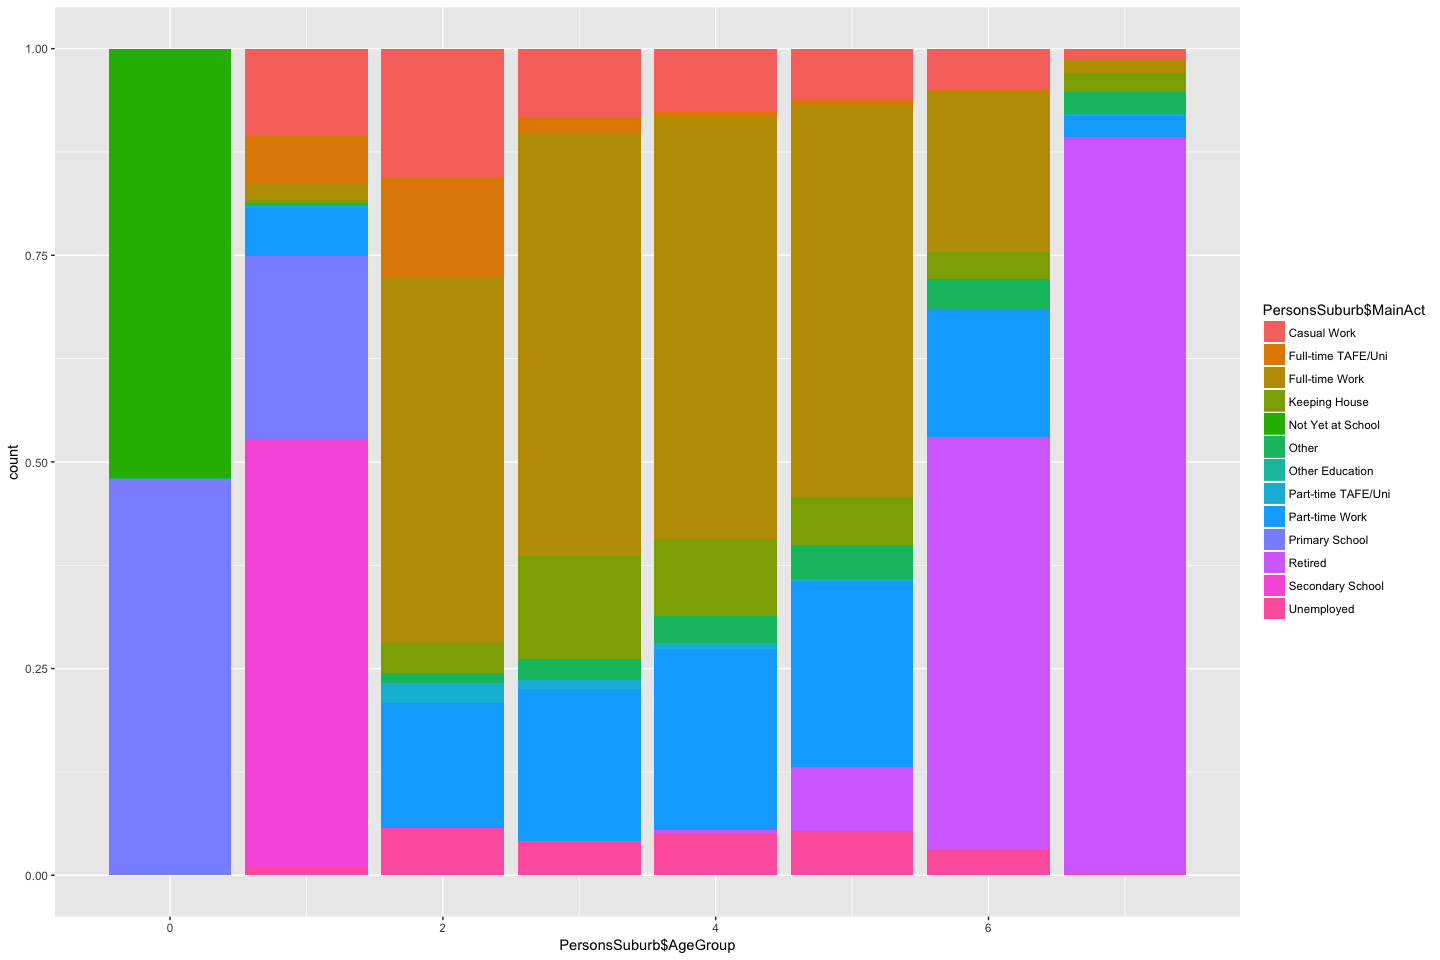 1.00
0.75
0.50
0.25
0.00
count
0
2
4
6
PersonsSuburb$AgeGroup
PersonsSuburb$MainAct
Casual Work
Full-time TAFE/Uni
Full-time Work
Keeping House
Not Yet at School
Other
Other Education
Part-time TAFE/Uni
Part-time Work
Primary School
Retired
Secondary School
Unemployed